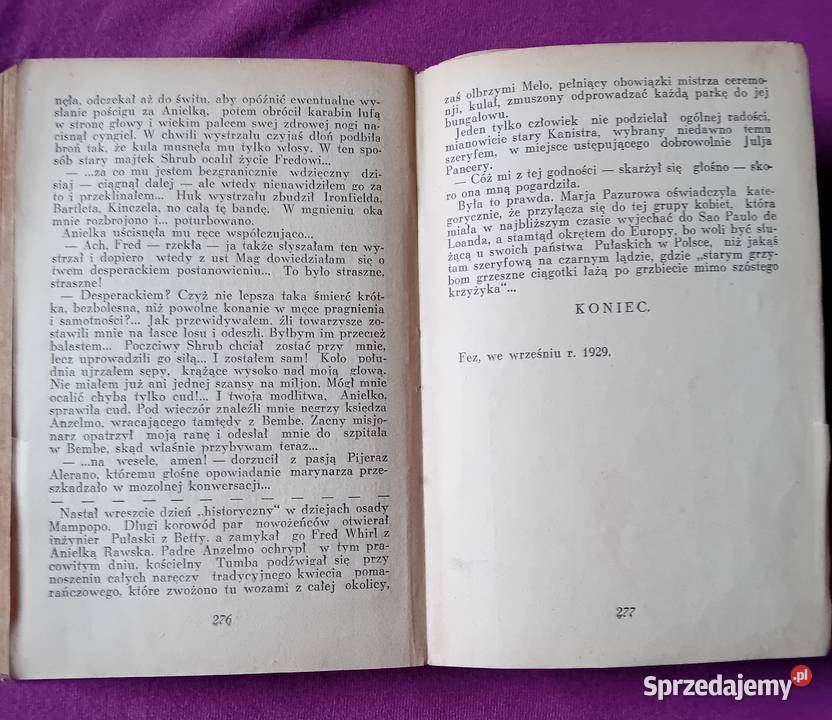 nęła, odczekał aż do świtu, aby opóźnić ewentualne wy-
słanie pościgu za Anielką, potem obrócił karabin lufą
w stronę głowy i wiekim palcem swej zdrowej nogi na-
cisnął cyngiel. W chwili wystrzału czyjaś dłoń podbiła
broń tak, że kula musnęła mu tylko włosy. W ten spo-
sób stary majtek Shrub ocalił życie Fredowi...
— ...za co mu jestem bezgranicznie wdzięczny dzi-
siaj — ciągnął dalej — ale wtedy nienawidziłem go za
to i przeklinałem... Huk wystrzału zbudził Ironfielda,
Bartleta, Kinczela, no całą tę bandę. W mgnieniu oka
mnie rozbrojono i... poturbowano.
Anielka uścisnęła mu ręce współczująco...
— Ach, Fred — rzekła — ja także słyszałam ten wy-
strzał i dopiero wtedy z ust Mag dowiedziałam się o
twem desperackiem postanowieniu... To było straszne,
straszne!
— Desperackiem? Czyż nie lepsza taka śmierć krót-
ka, bezbolesna, niż powolne konanie w męce pragnienia
i samotności?... Jak przewidywałem, źli towarzysze zo-
stawili mnie na łasce losu i odeszli. Byłbym im przecież
balastem... Poczciwy Shrub chciał zostać przy mnie,
lecz uprowadzili go siłą... I zostałem sam! Koło połu-
dnia ujrzałem sępy, krążące wysoko nad moją głową.
Nie miałem już ani jednej szansy na miljon. Mógł mnie
ocalić chyba tylko cud!... I twoja modlitwa, Anielko,
sprawiła cud. Pod wieczór znaleźli mnie negrzy księdza
Anzelmo, wracającego tamtędy z Bembe. Zacny misjo-
narz opatrzył moją ranę i odesłał mnie do szpitala
w Bembe, skąd właśnie przybywam teraz...
— ...na wesele, amen! — dorzucił z pasją Pijeraz
Alerano, któremu głośne opowiadanie marynarza prze-
szkadzało w mozolnej konwersacji...
— — — — — — — — — — — — — —
Nastał wreszcie dzień „historyczny“ w dziejach osady
Mampopo. Długi korowód par nowożeńców otwierał
inżynier Pułaski z Betty, a zamykał go Fred Whirl z
Anielką Rawską. Padre Anzelmo ochrypł w tym pra-
cowitym dniu, kościelny Tumba podźwigał się przy
noszeniu całych naręczy tradycyjnego kwiecia poma-
rańczowego, które zwożono tu wozami z całej okolicy,
276
zaś olbrzymi Melo, pełniący obowiązki mistrza ceremo-
nji, kulał, zmuszony odprowadzać każdą parkę do jej
bungalowu.
Jeden tylko człowiek nie podzielał ogólnej radości,
mianowicie stary Kanistra, wybrany niedawno temu
szeryfem, w miejsce ustępującego dobrowolnie Julja
Pancery.
— Cóż mi z tej godności — skarżył się głośno — sko-
ro ona mną pogardziła.
Była to prawda. Marja Pazurowa oświadczyła kate-
gorycznie, że przyłącza się do tej grupy kobiet, która
miała w najbliższym czasie wyjechać do Sao Paulo de
Loanda, a stamtąd okrętem do Europy, bo woli być słu-
żącą u swoich państwa Pułaskich w Polsce, niż jakąś
tam szeryfową na czarnym lądzie, gdzie „starym grzy-
bom grzeszne ciągotki łażą po grzbiecie mimo szóstego
krzyżyka“...
KONIEC.
Fez, we wrześniu r. 1929.
277
Sprzedajemy.pl